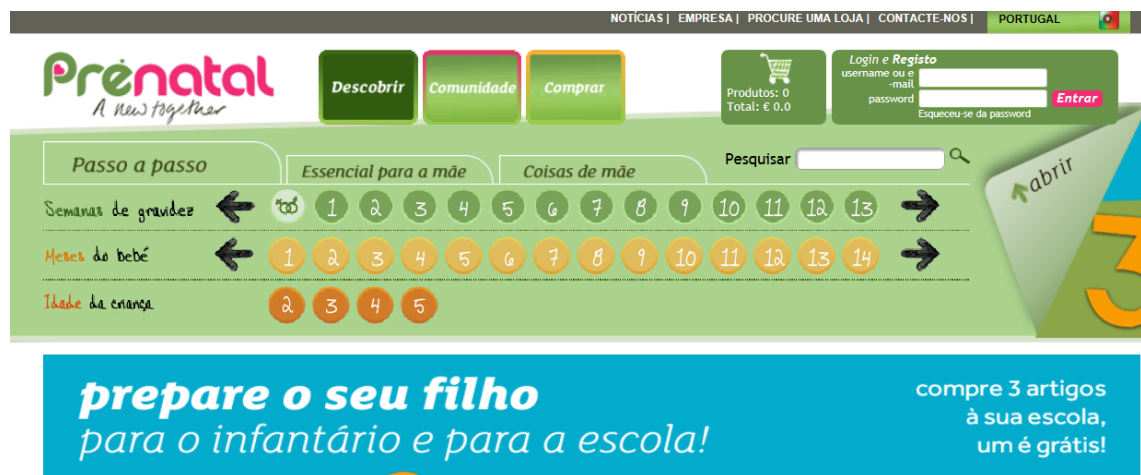 NOTÍCIAS | EMPRESA | PROCURE UMA LOJA | CONTACTE-NOS | PORTUGAL
Prénatal
A new together
Descobrir
Comunidade
Comprar
Produtos: 0
Total: € 0.0
Login e Registo
username ou e
-mail
password
Entrar
Esqueceu-se da password
Passo a passo
Essencial para a mãe
Coisas de mãe
Pesquisar
abrir
Semanas de gravidez 1 2 3 4 5 6 7 8 9 10 11 12 13
Meses do bebé 1 2 3 4 5 6 7 8 9 10 11 12 13 14
Idade da criança 2 3 4 5
3
prepare o seu filho
para o infantário e para a escola!
compre 3 artigos
à sua escola,
um é grátis!